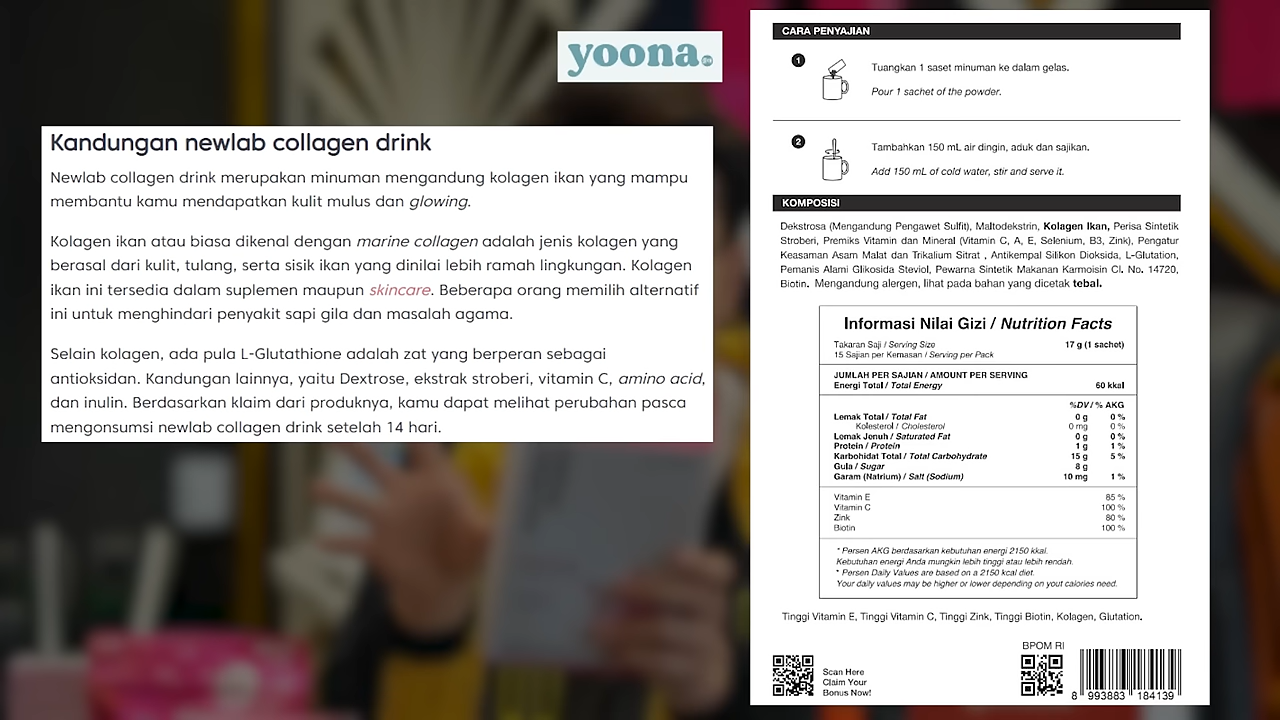 yoona.
Kandungan newlab collagen drink
Newlab collagen drink merupakan minuman mengandung kolagen ikan yang mampu
membantu kamu mendapatkan kulit mulus dan glowing.
Kolagen ikan atau biasa dikenal dengan marine collagen adalah jenis kolagen yang
berasal dari kulit, tulang, serta sisik ikan yang dinilai lebih ramah lingkungan. Kolagen
ikan ini tersedia dalam suplemen maupun skincare. Beberapa orang memilih alternatif
ini untuk menghindari penyakit sapi gila dan masalah agama.
Selain kolagen, ada pula L-Glutathione adalah zat yang berperan sebagai
antioksidan. Kandungan lainnya, yaitu Dextrose, ekstrak stroberi, vitamin C, amino acid,
dan inulin. Berdasarkan klaim dari produknya, kamu dapat melihat perubahan pasca
mengonsumsi newlab collagen drink setelah 14 hari.
CARA PENYAJIAN
1
Tuangkan 1 saset minuman ke dalam gelas.
Pour 1 sachet of the powder.
2
Tambahkan 150 mL air dingin, aduk dan sajikan.
Add 150 mL of cold water, stir and serve it.
KOMPOSISI
Dekstrosa (Mengandung Pengawet Sulfit), Maltodekstrin, Kolagen Ikan, Perisa Sintetik
Stroberi, Premiks Vitamin dan Mineral (Vitamin C, A, E, Selenium, B3, Zink), Pengatur
Keasaman Asam Malat dan Trikalium Sitrat , Antikempal Silikon Dioksida, L-Glutation,
Pemanis Alami Glikosida Steviol, Pewarna Sintetik Makanan Karmoisin CI. No. 14720,
Biotin. Mengandung alergen, lihat pada bahan yang dicetak tebal.
Informasi Nilai Gizi / Nutrition Facts
Takaran Saji / Serving Size 17 g (1 sachet)
15 Sajian per Kemasan / Serving per Pack
JUMLAH PER SAJIAN / AMOUNT PER SERVING
Energi Total / Total Energy 60 kkal
%DV / % AKG
Lemak Total / Total Fat 0 g 0 %
Kolesterol / Cholesterol 0 mg 0 %
Lemak Jenuh / Saturated Fat 0 g 0 %
Protein / Protein 1 g 1 %
Karbohidat Total / Total Carbohydrate 15 g 5 %
Gula / Sugar 8 g
Garam (Natrium) / Salt (Sodium) 10 mg 1 %
Vitamin E 85 %
Vitamin C 100 %
Zink 80 %
Biotin 100 %
* Persen AKG berdasarkan kebutuhan energi 2150 kkal.
Kebutuhan energi Anda mungkin lebih tinggi atau lebih rendah.
* Persen Daily Values are based on a 2150 kcal diet.
Your daily values may be higher or lower depending on yout calories need.
Tinggi Vitamin E, Tinggi Vitamin C, Tinggi Zink, Tinggi Biotin, Kolagen, Glutation.
Scan Here
Claim Your
Bonus Now!
BPOM RI
8 993883 184139